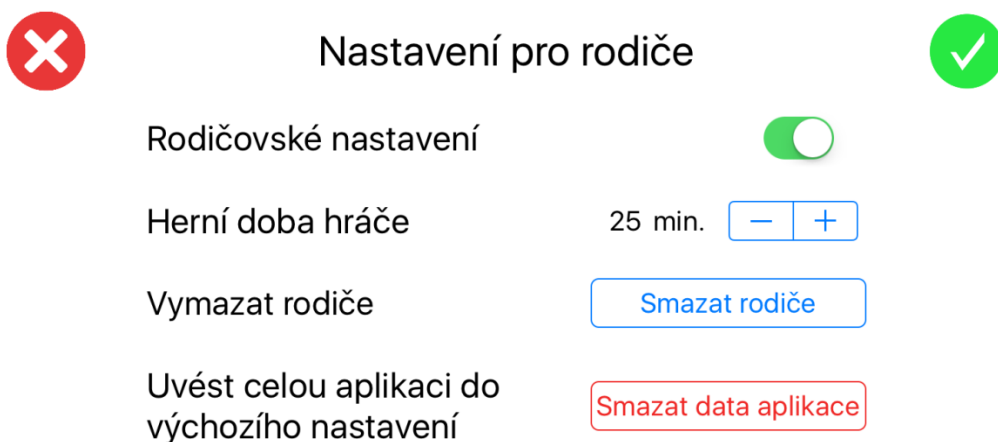 Nastavení pro rodiče
Rodičovské nastavení
Herní doba hráče 25 min. − +
Vymazat rodiče Smazat rodiče
Uvést celou aplikaci do
výchozího nastavení Smazat data aplikace